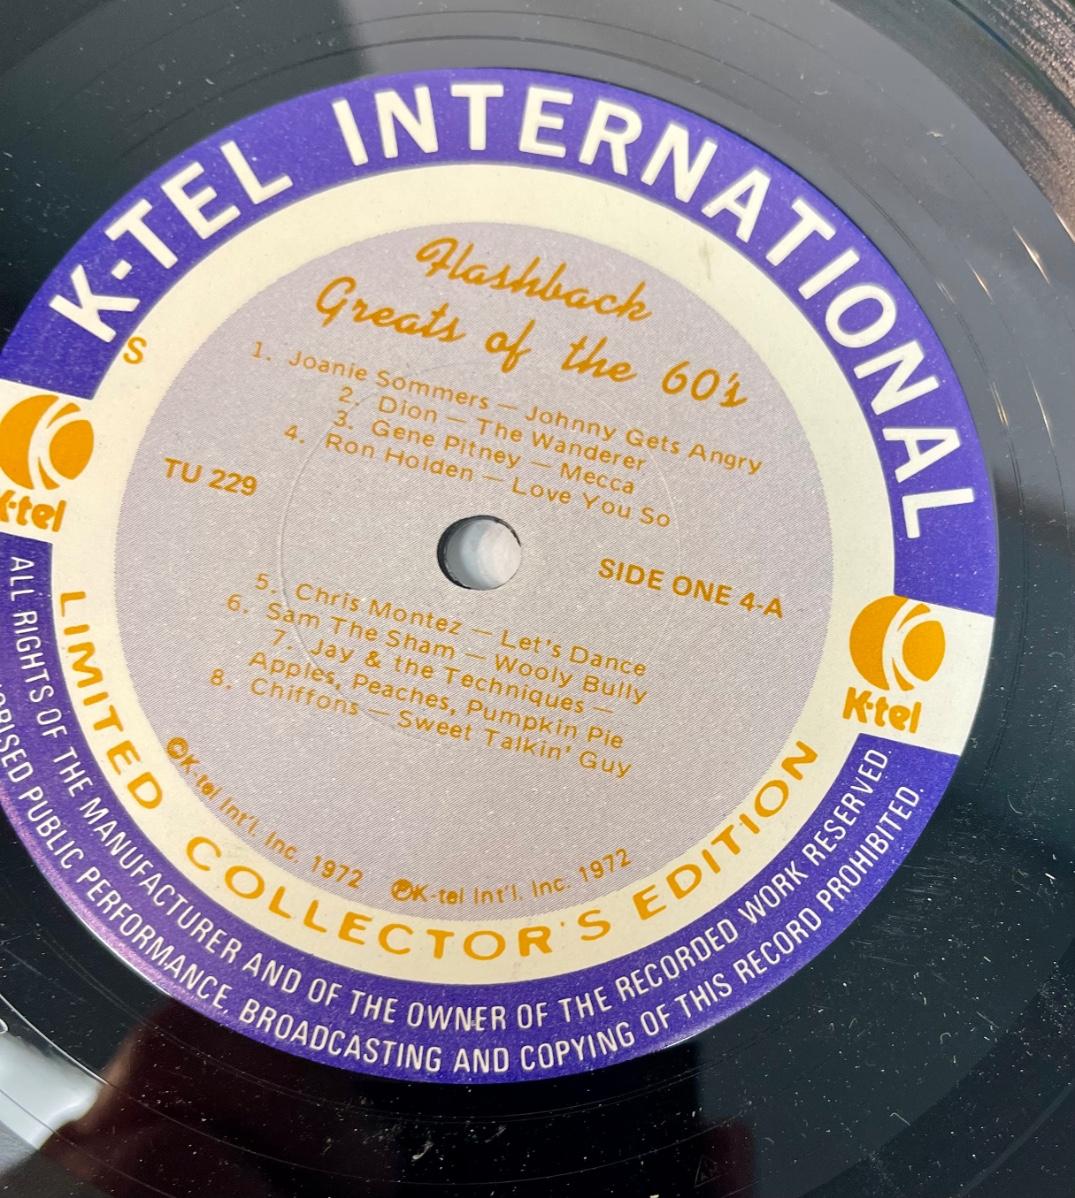 K-TEL INTERNATIONAL
S
Flashback
Greats of the 60's
1. Joanie Sommers — Johnny Gets Angry
2. Dion — The Wanderer
3. Gene Pitney — Mecca
4. Ron Holden — Love You So
K-tel
TU 229
SIDE ONE 4-A
5. Chris Montez — Let's Dance
6. Sam The Sham — Wooly Bully
7. Jay & the Techniques —
Apples, Peaches, Pumpkin Pie
8. Chiffons — Sweet Talkin' Guy
K-tel
©K-tel Int'l. Inc. 1972 ℗K-tel Int'l. Inc. 1972
LIMITED COLLECTOR'S EDITION
ALL RIGHTS OF THE MANUFACTURER AND OF THE OWNER OF THE RECORDED WORK RESERVED.
PUBLIC PERFORMANCE, BROADCASTING AND COPYING OF THIS RECORD PROHIBITED.